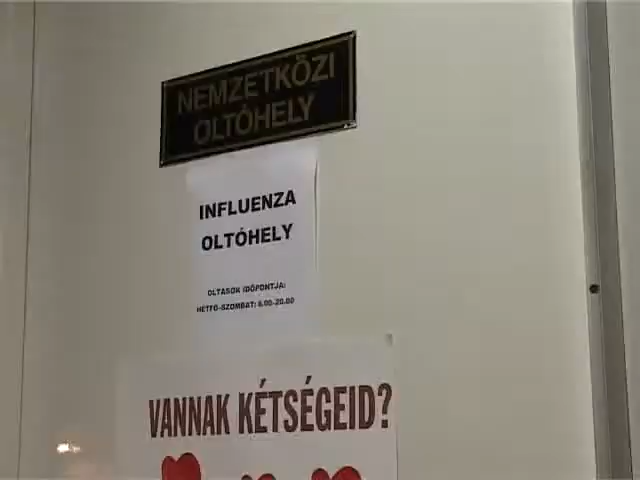 NEMZETKÖZI
OLTÓHELY
INFLUENZA
OLTÓHELY
OLTÁSOK IDŐPONTJA:
HÉTFŐ-SZOMBAT: 8.00-20.00
VANNAK KÉTSÉGEID?